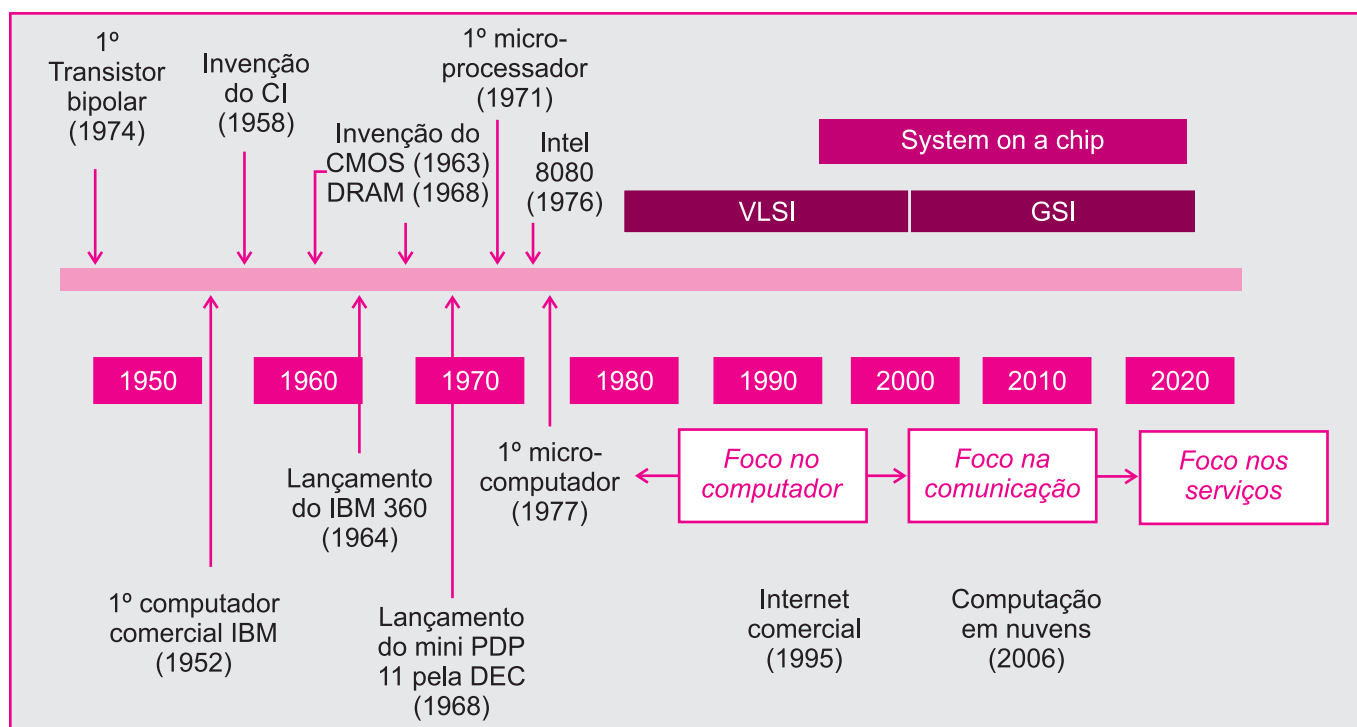 1º
Transistor
bipolar
(1974)
Invenção
do CI
(1958)
Invenção do
CMOS (1963)
DRAM (1968)
1º micro-
processador
(1971)
Intel
8080
(1976)
System on a chip
VLSI
GSI
1950
1960
1970
1980
1990
2000
2010
2020
1º computador
comercial IBM
(1952)
Lançamento
do IBM 360
(1964)
Lançamento
do mini PDP
11 pela DEC
(1968)
1º micro-
computador
(1977)
Foco no
computador
Foco na
comunicação
Foco nos
serviços
Internet
comercial
(1995)
Computação
em nuvens
(2006)